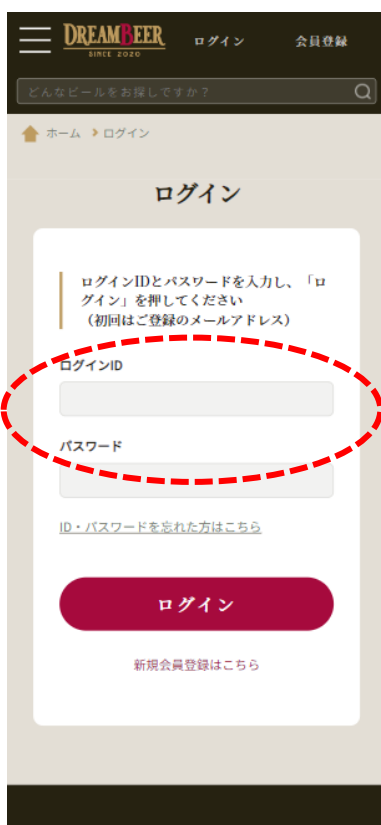 DREAMBEER
SINCE 2020
ログイン
会員登録
どんなビールをお探しですか?
ホーム
ログイン
ログイン
ログインIDとパスワードを入力し、「ロ
グイン」を押してください
(初回はご登録のメールアドレス)
ログインID
パスワード
ID・パスワードを忘れた方はこちら
ログイン
新規会員登録はこちら